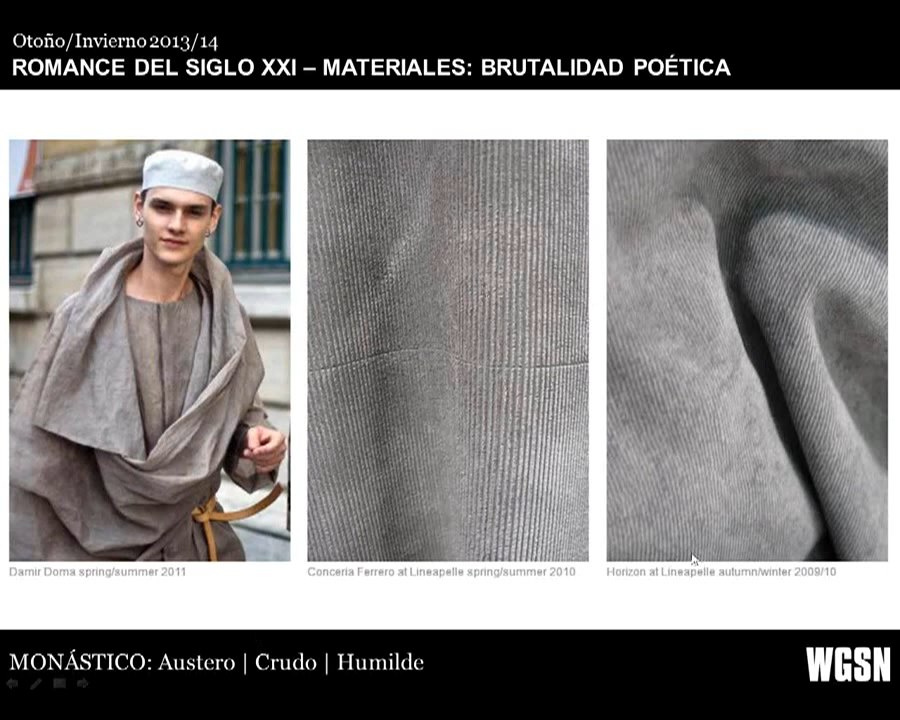 Otoño/Invierno 2013/14
ROMANCE DEL SIGLO XXI – MATERIALES: BRUTALIDAD POÉTICA
Damir Doma spring/summer 2011
Conceria Ferrero at Lineapelle spring/summer 2010
Horizon at Lineapelle autumn/winter 2009/10
MONÁSTICO: Austero | Crudo | Humilde
WGSN